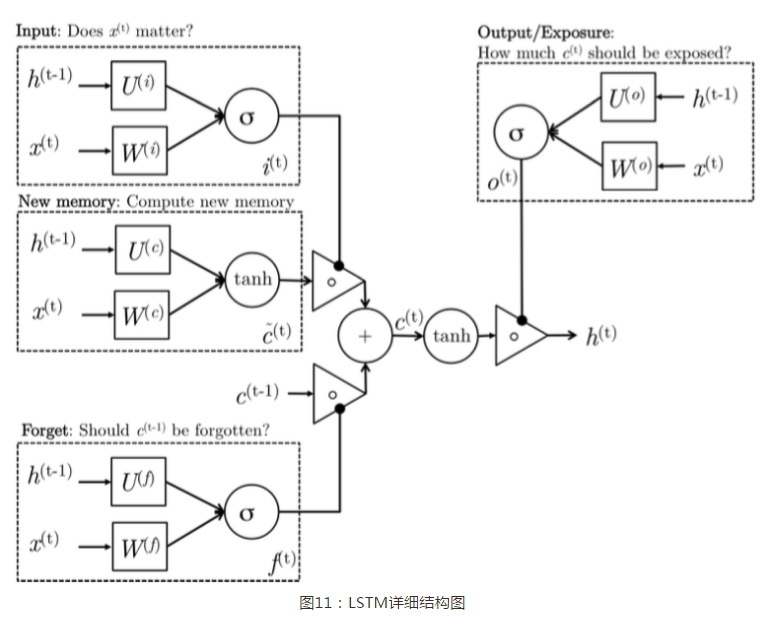 Input: Does x(t) matter?
h(t-1)
U(i)
σ
x(t)
W(i)
i(t)
New memory: Compute new memory
h(t-1)
U(c)
tanh
x(t)
W(c)
c̃(t)
Output/Exposure:
How much c(t) should be exposed?
U(o)
h(t-1)
σ
W(o)
x(t)
o(t)
+
c(t)
tanh
h(t)
c(t-1)
Forget: Should c(t-1) be forgotten?
h(t-1)
U(f)
σ
x(t)
W(f)
f(t)
图11：LSTM详细结构图